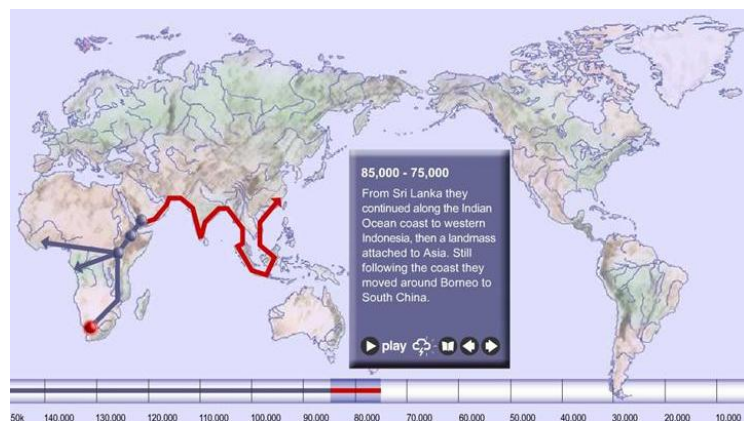 85,000 - 75,000
From Sri Lanka they
continued along the Indian
Ocean coast to western
Indonesia, then a landmass
attached to Asia. Still
following the coast they
moved around Borneo to
South China.
play
50k 140.000 130.000 120.000 110.000 100.000 90.000 80.000 70.000 60.000 50.000 40.000 30.000 20.000 10.000